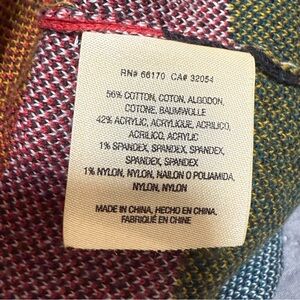 RN# 66170 CA# 32054
56% COTTON, COTON, ALGODON,
COTONE, BAUMWOLLE
42% ACRYLIC, ACRYLIQUE, ACRILICO,
ACRILICO, ACRYLIC
1% SPANDEX, SPANDEX, SPANDEX,
SPANDEX, SPANDEX
1% NYLON, NYLON, NAILON O POLIAMIDA,
NYLON, NYLON
MADE IN CHINA, HECHO EN CHINA,
FABRIQUÉ EN CHINE